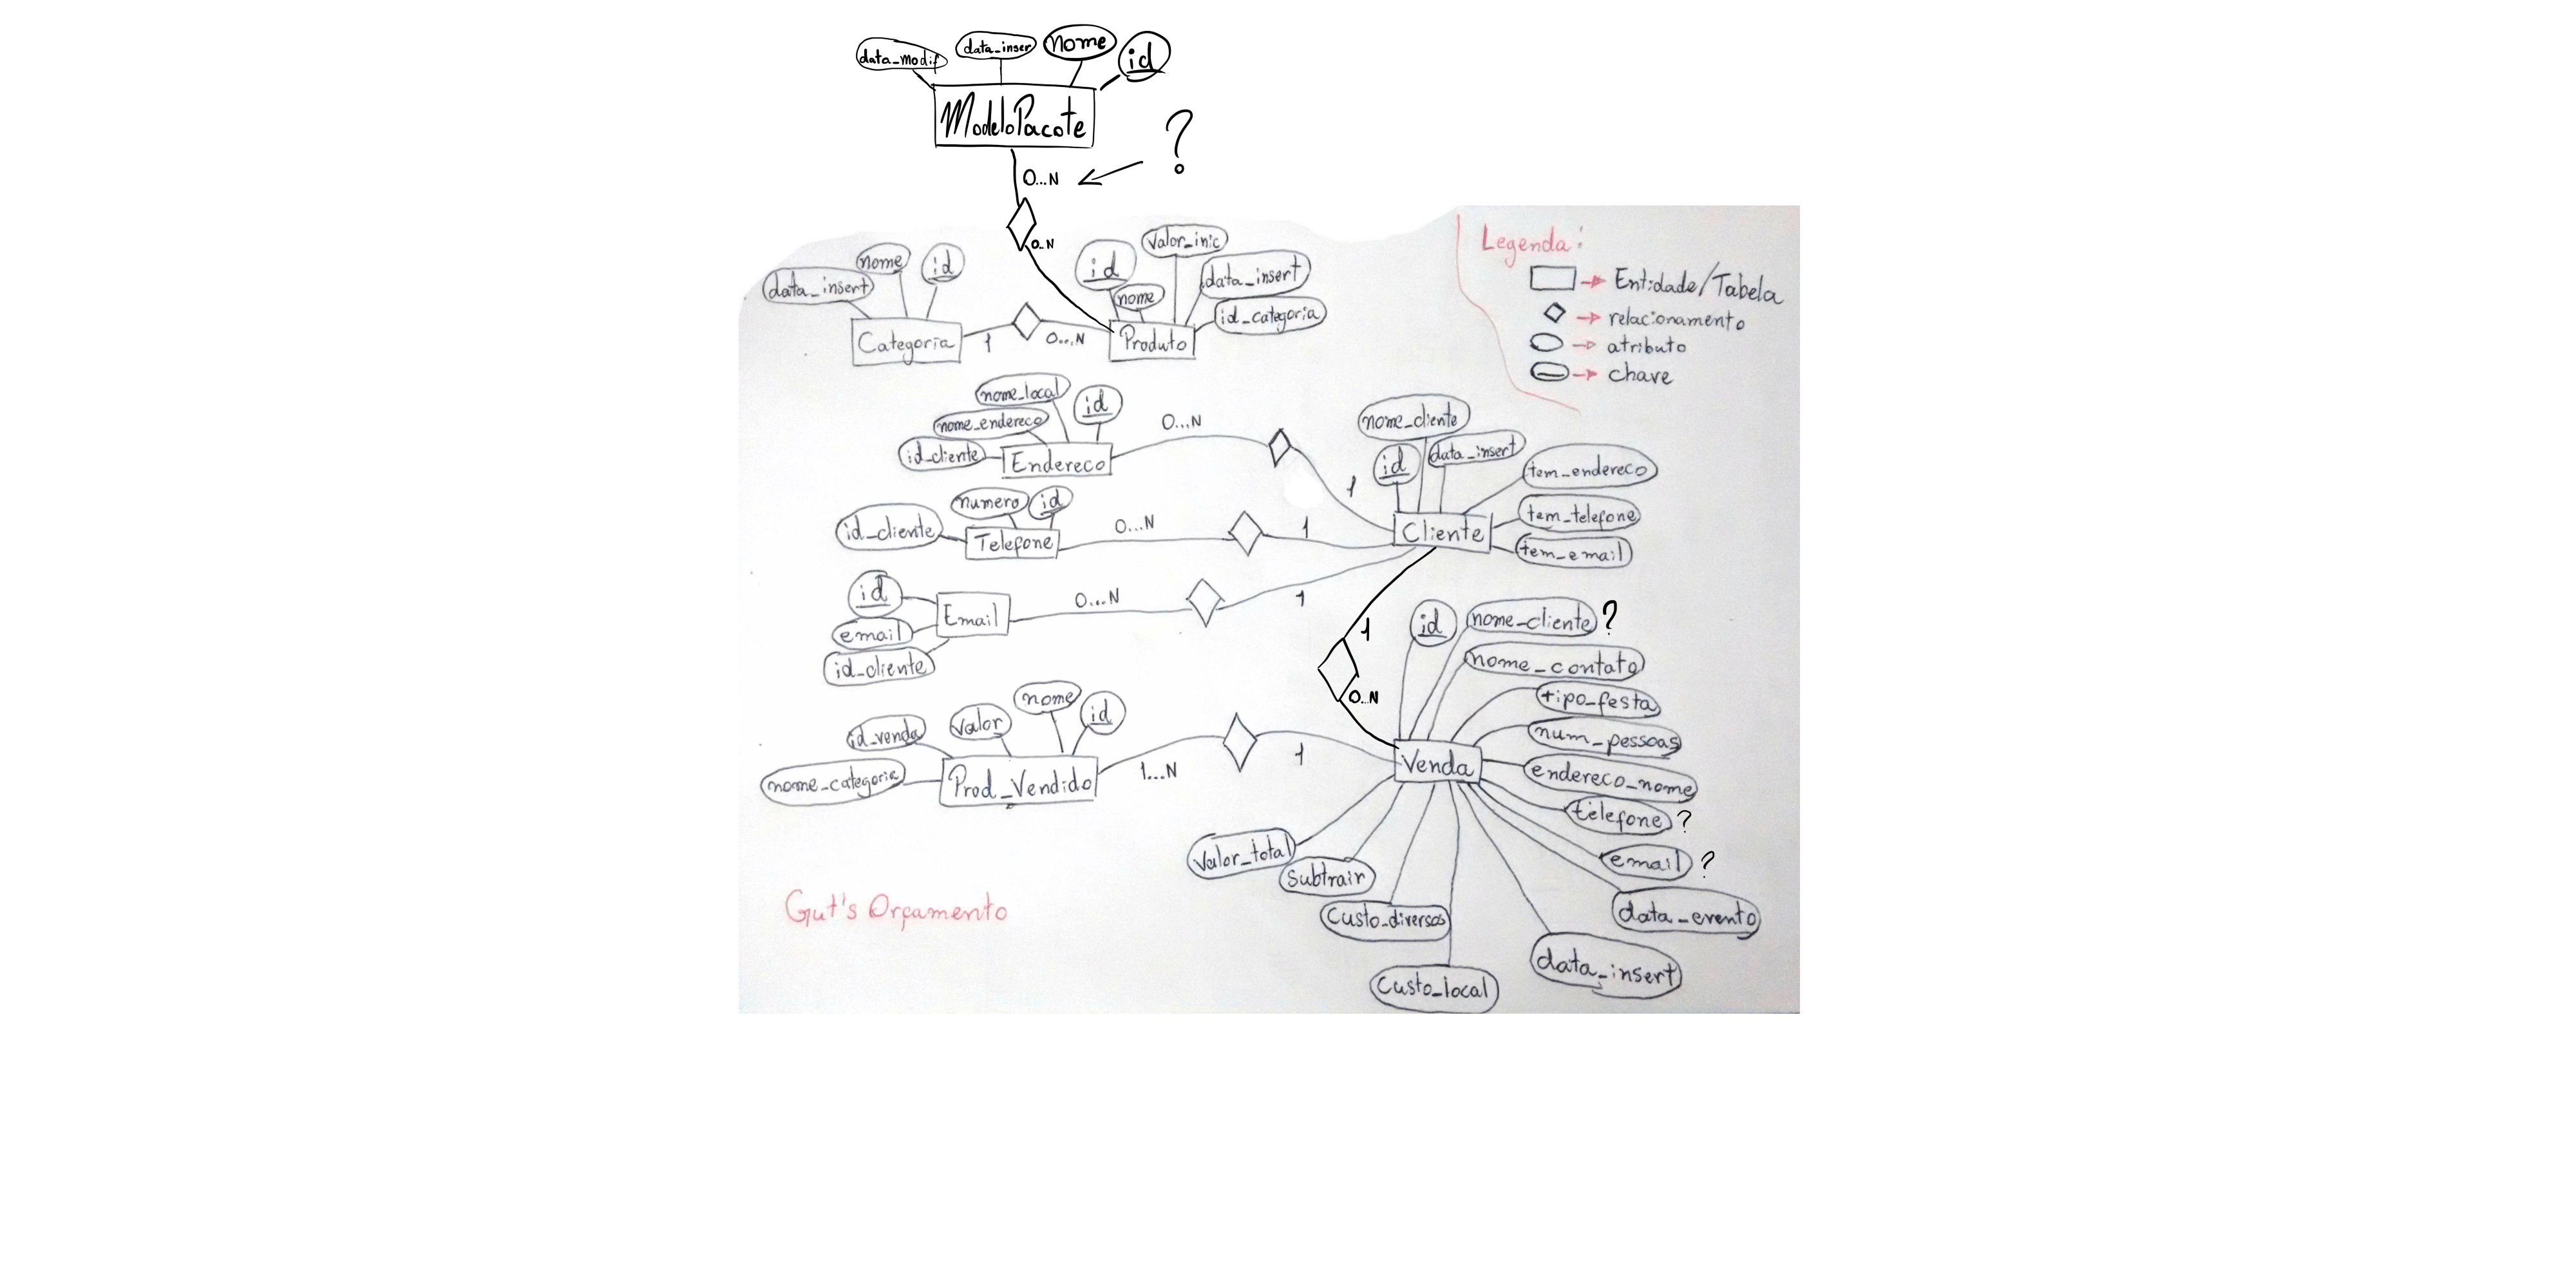 data_modif
data_inser
nome
id
ModeloPacote
?
0...N
0..N
Legenda:
Entidade/Tabela
relacionamento
atributo
chave
data_insert
nome
id
Categoria
1
0...N
id
nome
valor_inic
data_insert
id_categoria
Produto
nome_local
id
nome_endereco
id_cliente
Endereco
0...N
1
nome_cliente
id
data_insert
tem_endereco
tem_telefone
tem_email
Cliente
numero
id
id_cliente
Telefone
0...N
1
id
email
id_cliente
Email
0...N
1
1
0..N
id
nome_cliente ?
nome_contato
tipo_festa
num_pessoas
endereco_nome
telefone ?
email ?
data_evento
data_insert
Custo_local
Custo_diversos
Subtrair
Valor_total
Venda
id_venda
valor
nome
id
nome_categoria
Prod_Vendido
1...N
1
Gut's Orçamento